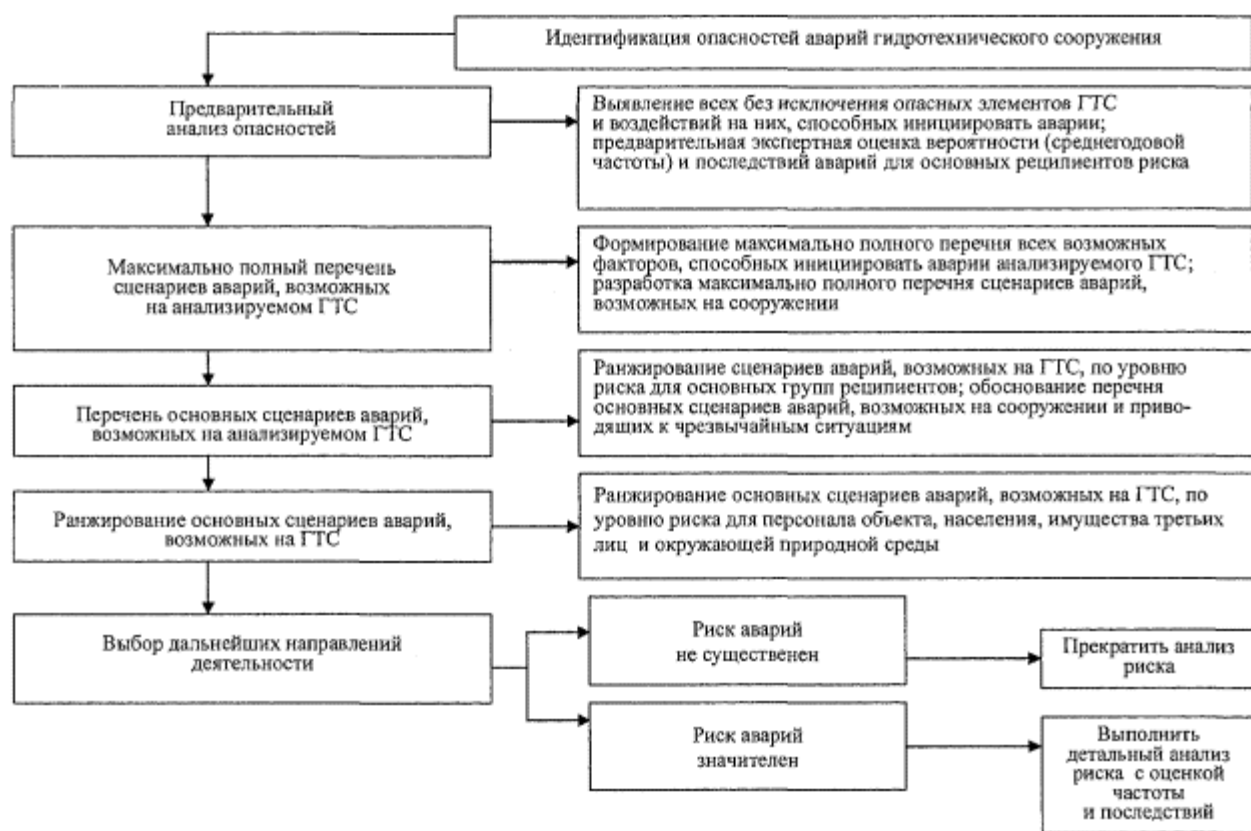 Идентификация опасностей аварий гидротехнического сооружения
Предварительный
анализ опасностей
Выявление всех без исключения опасных элементов ГТС
и воздействий на них, способных инициировать аварии;
предварительная экспертная оценка вероятности (среднегодовой
частоты) и последствий аварий для основных реципиентов риска
Максимально полный перечень
сценариев аварий, возможных
на анализируемом ГТС
Формирование максимально полного перечня всех возможных
факторов, способных инициировать аварии анализируемого ГТС;
разработка максимально полного перечня сценариев аварий,
возможных на сооружении
Перечень основных сценариев аварий,
возможных на анализируемом ГТС
Ранжирование сценариев аварий, возможных на ГТС, по уровню
риска для основных групп реципиентов; обоснование перечня
основных сценариев аварий, возможных на сооружении и приво-
дящих к чрезвычайным ситуациям
Ранжирование основных сценариев аварий,
возможных на ГТС
Ранжирование основных сценариев аварий, возможных на ГТС, по
уровню риска для персонала объекта, населения, имущества третьих
лиц и окружающей природной среды
Выбор дальнейших направлений
деятельности
Риск аварий
не существенен
Прекратить анализ
риска
Риск аварий
значителен
Выполнить
детальный анализ
риска с оценкой
частоты
и последствий